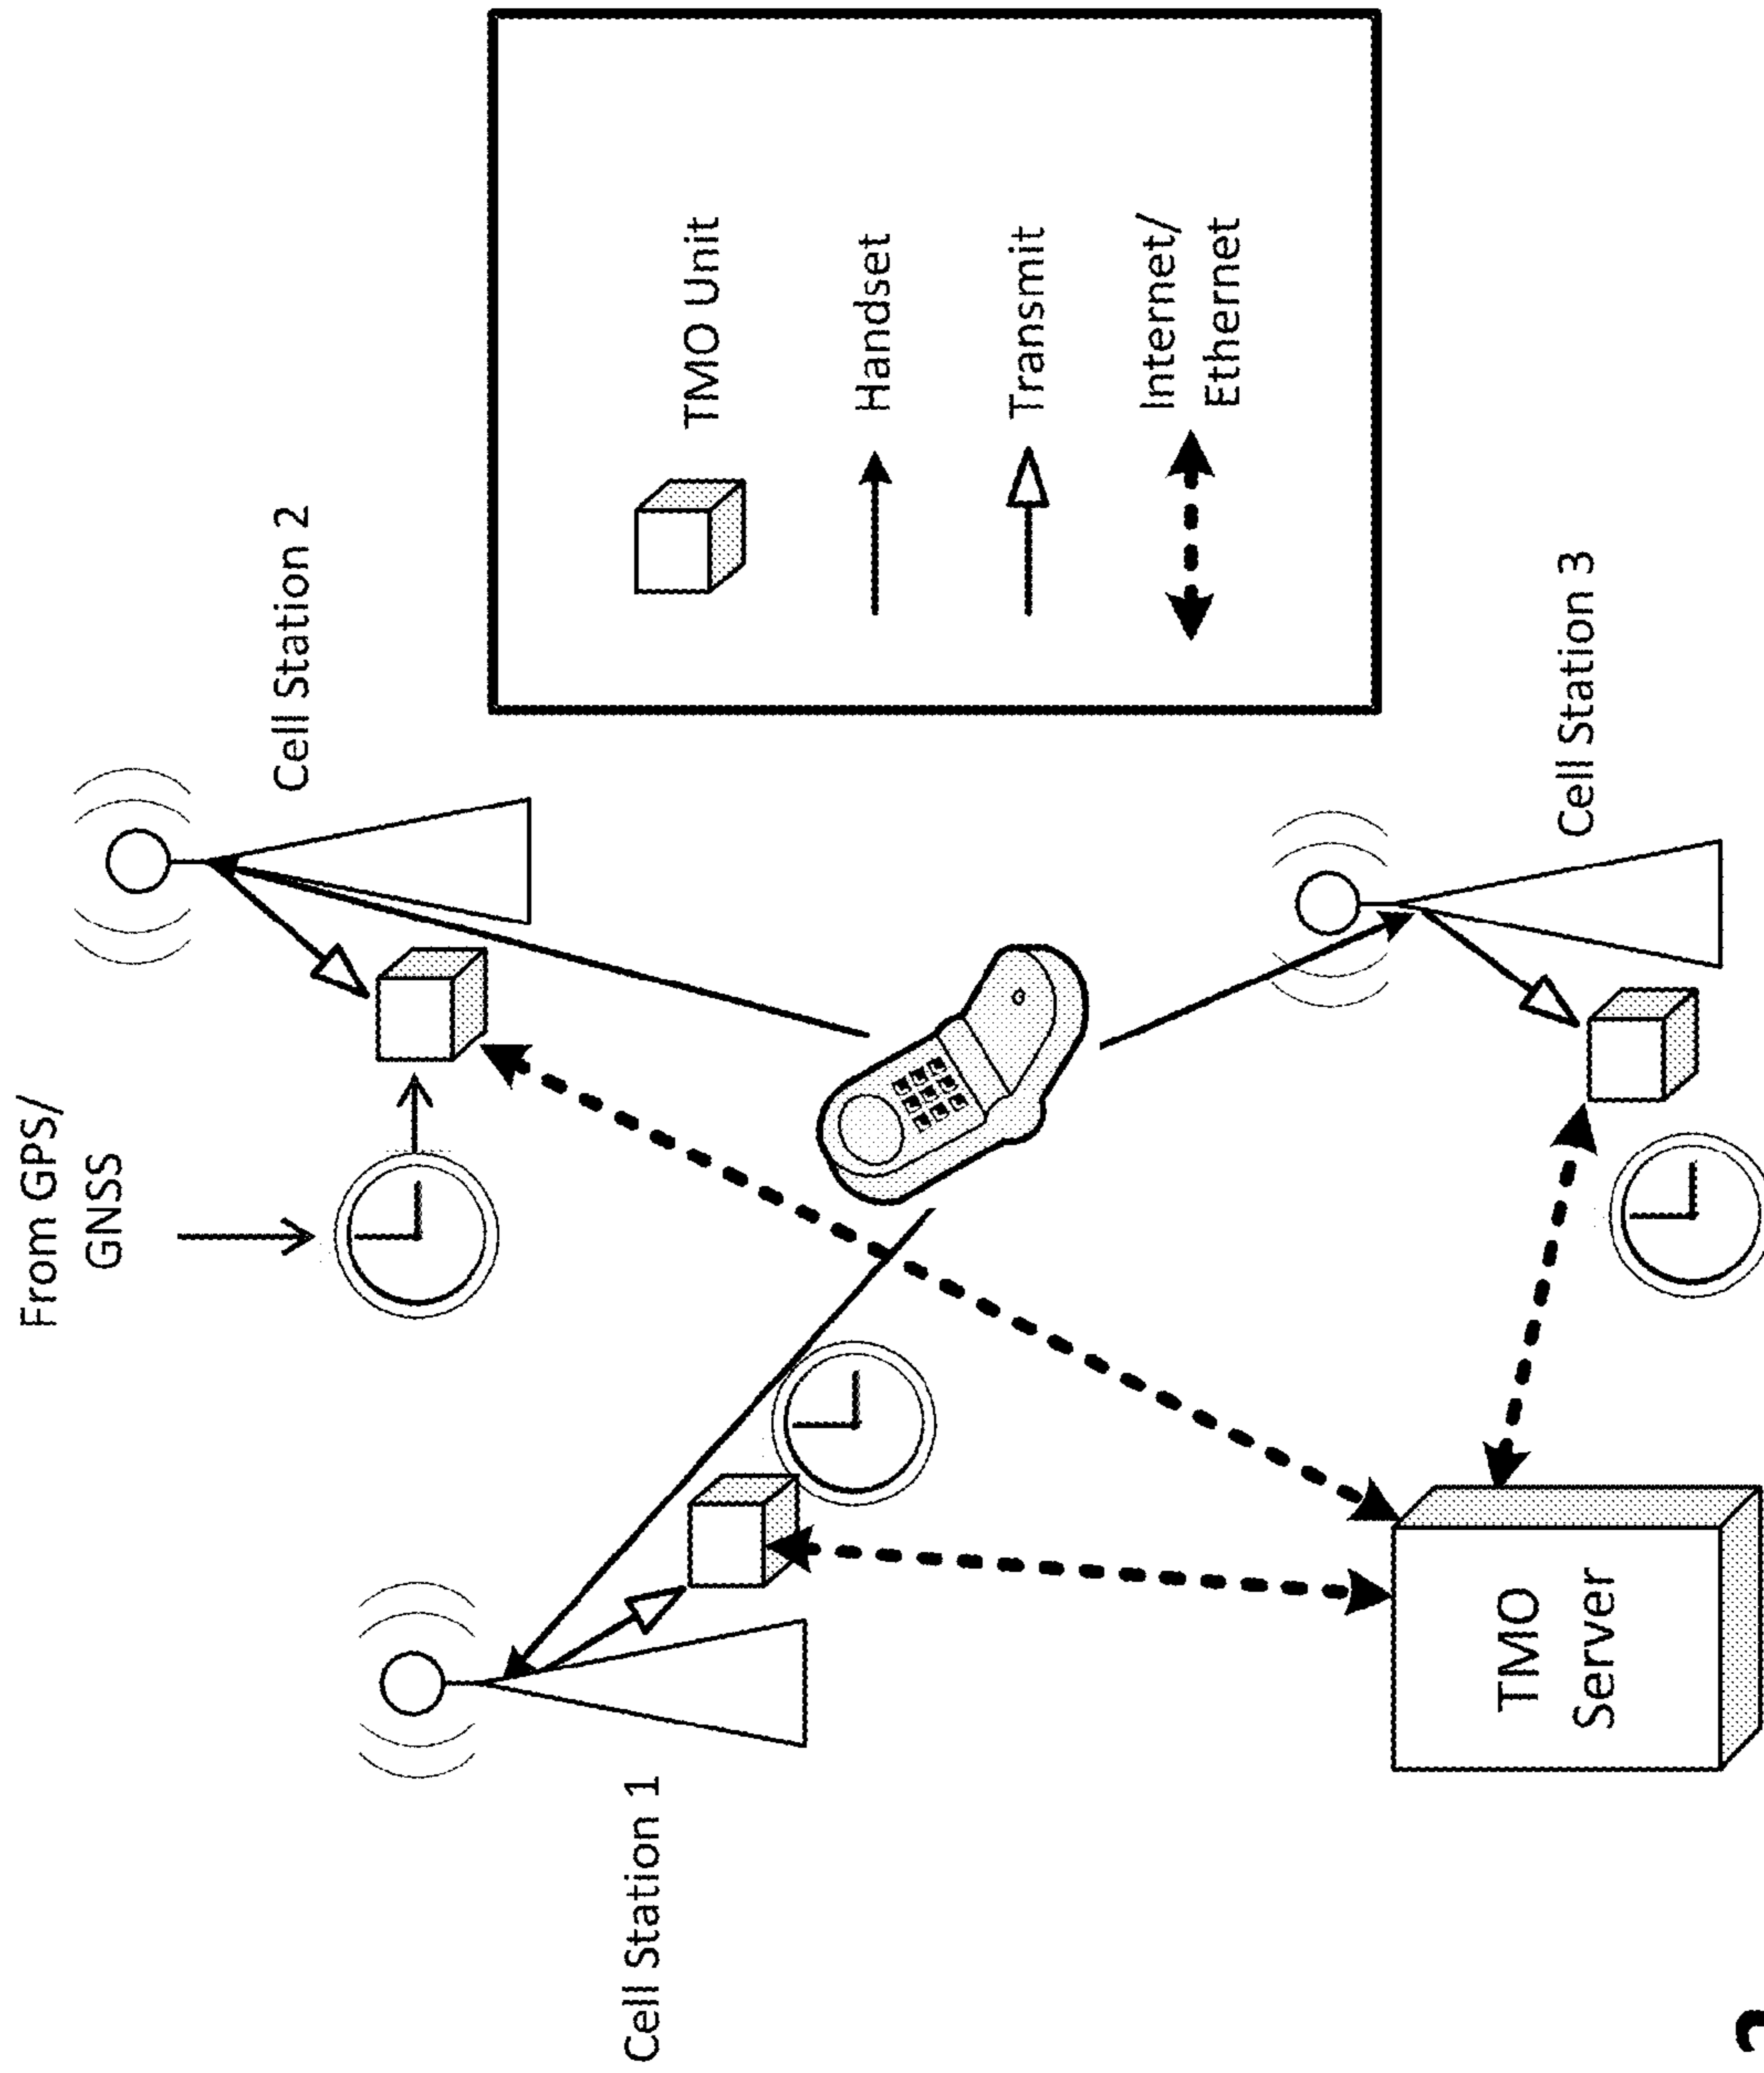 From GPS/
GNSS
Cell Station 2
Cell Station 1
TMO Unit
Handset
Transmit
Internet/
Ethernet
TMO
Server
Cell Station 3